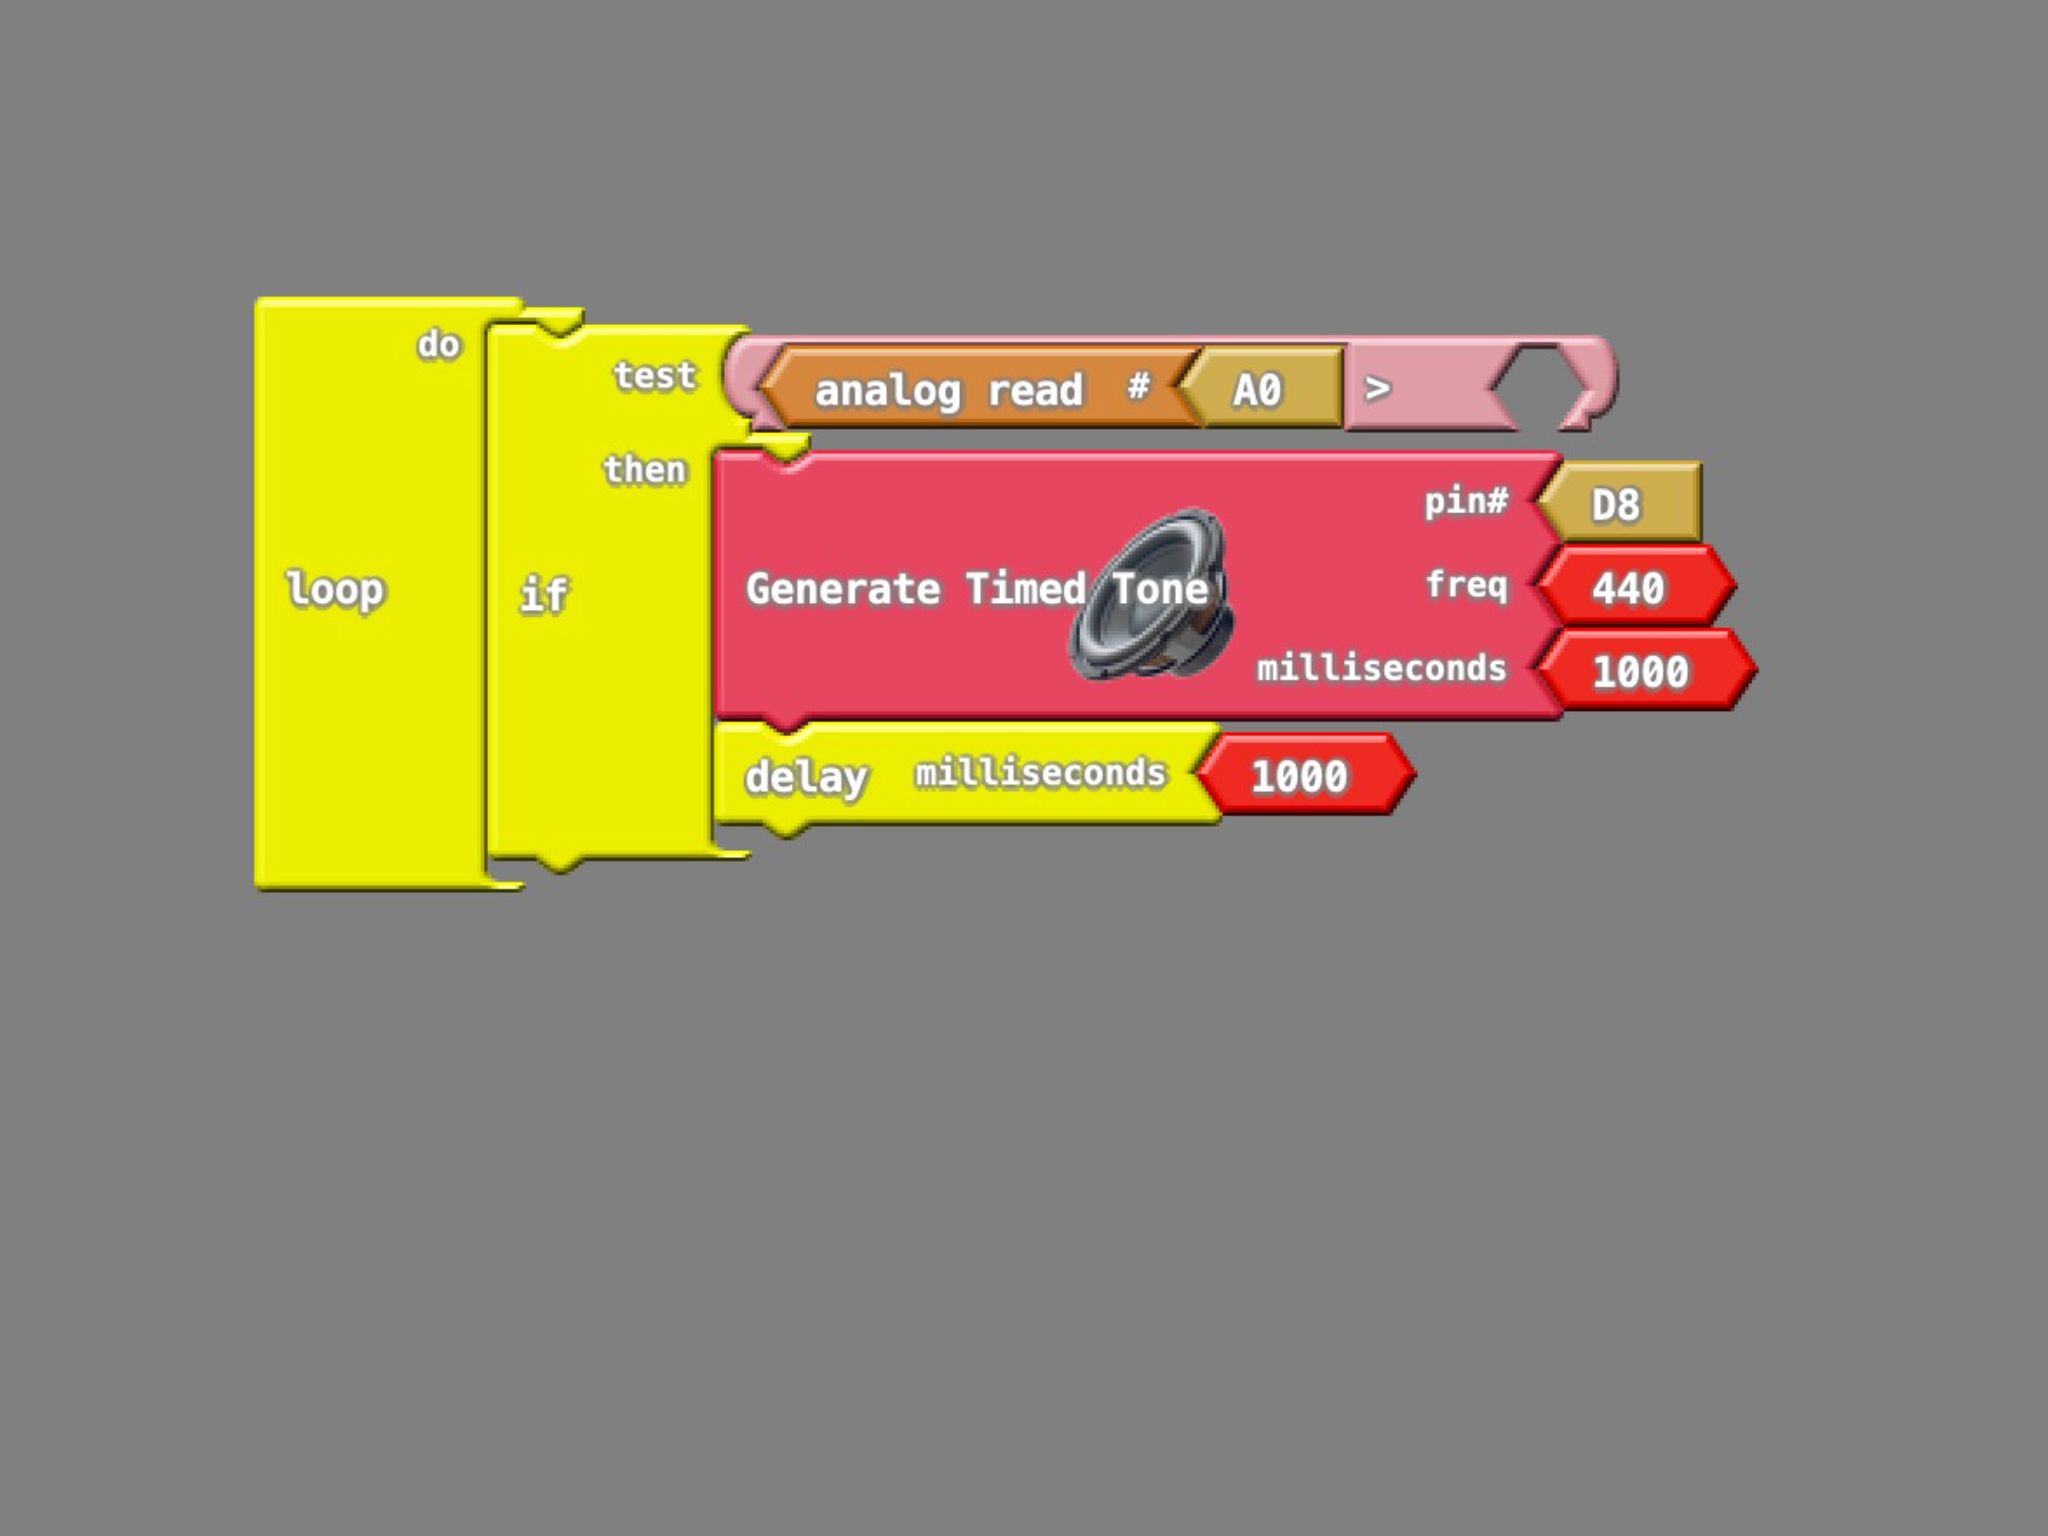 do
test
analog read # A0 >
then
pin# D8
loop
if
Generate Timed Tone
freq 440
milliseconds 1000
delay milliseconds 1000